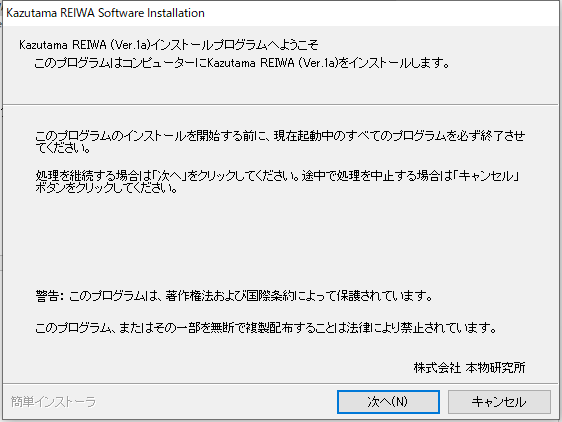 Kazutama REIWA Software Installation
Kazutama REIWA (Ver.1a)インストールプログラムへようこそ
このプログラムはコンピューターにKazutama REIWA (Ver.1a)をインストールします。
このプログラムのインストールを開始する前に、現在起動中のすべてのプログラムを必ず終了させ
てください。
処理を継続する場合は「次へ」をクリックしてください。途中で処理を中止する場合は「キャンセル」
ボタンをクリックしてください。
警告: このプログラムは、著作権法および国際条約によって保護されています。
このプログラム、またはその一部を無断で複製配布することは法律により禁止されています。
株式会社 本物研究所
簡単インストーラ
次へ(N)
キャンセル